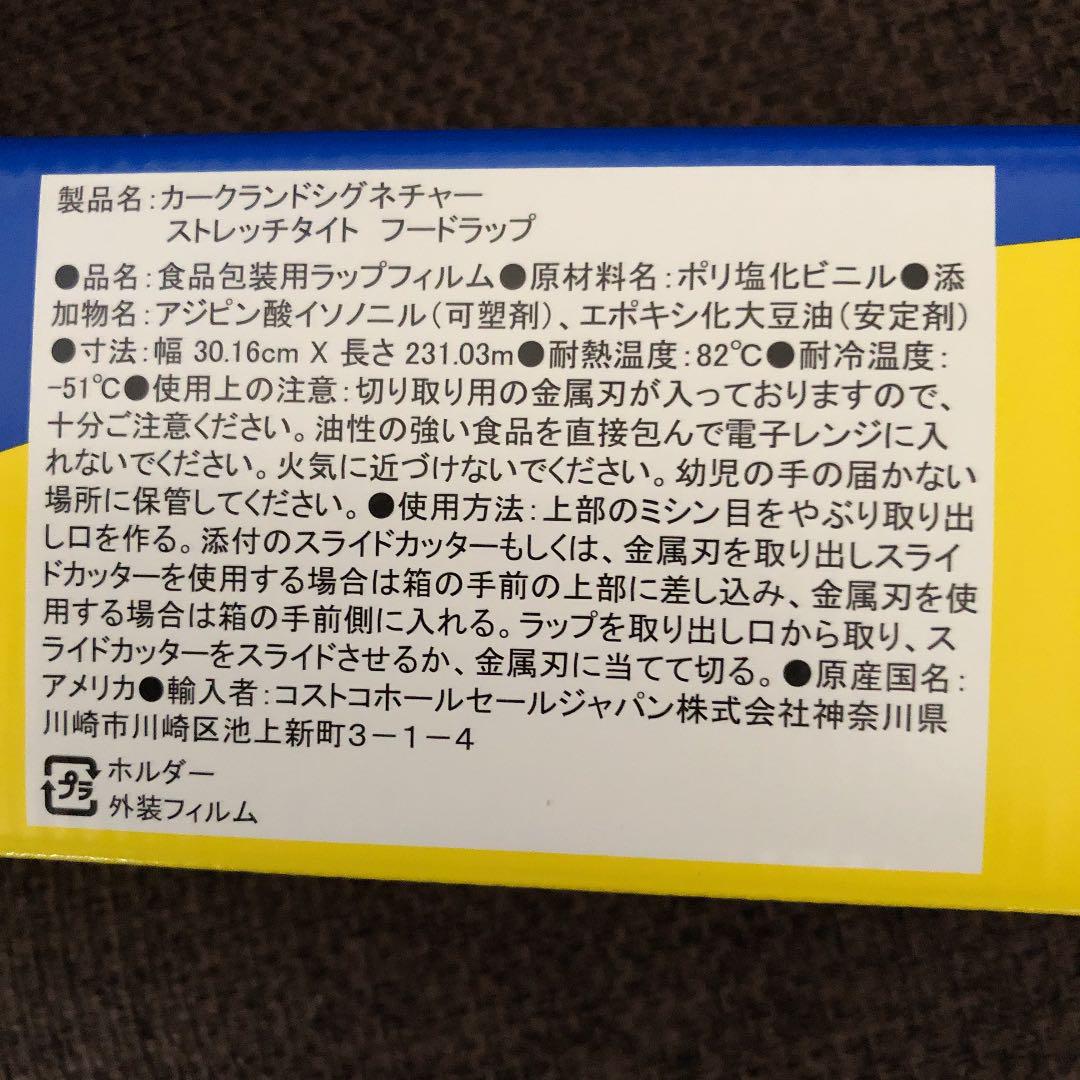 製品名：カークランドシグネチャー
ストレッチタイト フードラップ
●品名：食品包装用ラップフィルム●原材料名：ポリ塩化ビニル●添
加物名：アジピン酸イソノニル（可塑剤）、エポキシ化大豆油（安定剤）
●寸法：幅 30.16cm X 長さ 231.03m●耐熱温度：82℃●耐冷温度：
-51℃●使用上の注意：切り取り用の金属刃が入っておりますので、
十分ご注意ください。油性の強い食品を直接包んで電子レンジに入
れないでください。火気に近づけないでください。幼児の手の届かない
場所に保管してください。●使用方法：上部のミシン目をやぶり取り出
し口を作る。添付のスライドカッターもしくは、金属刃を取り出しスライ
ドカッターを使用する場合は箱の手前の上部に差し込み、金属刃を使
用する場合は箱の手前側に入れる。ラップを取り出し口から取り、ス
ライドカッターをスライドさせるか、金属刃に当てて切る。●原産国名：
アメリカ●輸入者：コストコホールセールジャパン株式会社神奈川県
川崎市川崎区池上新町３－１－４
プラ ホルダー
外装フィルム